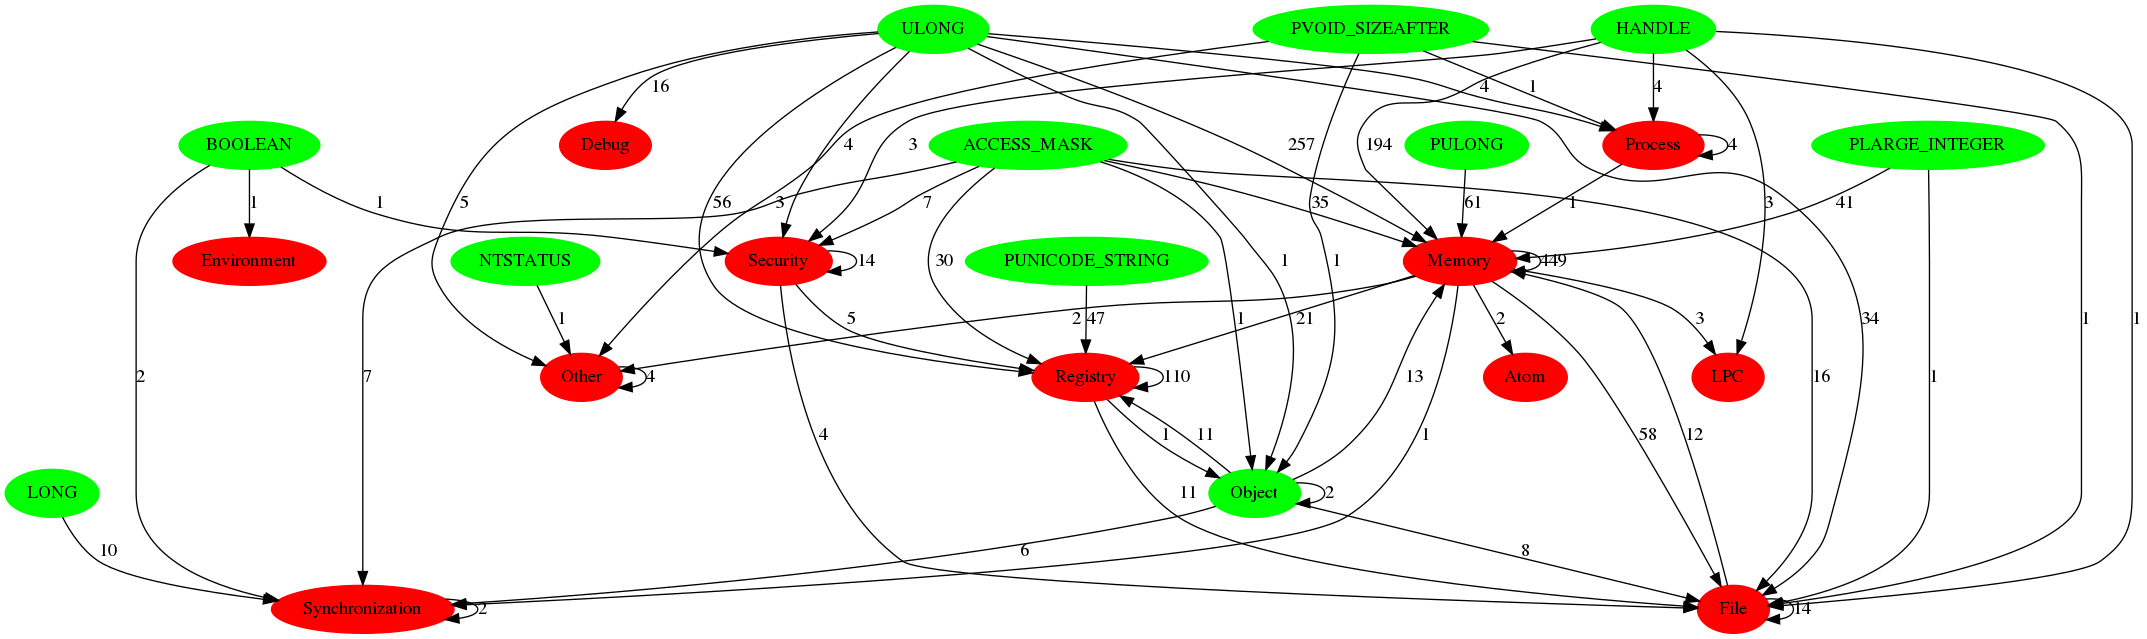 ULONG PVOID_SIZEAFTER HANDLE
16 4 1 4
BOOLEAN Debug ACCESS_MASK PULONG Process PLARGE_INTEGER
4 3 257 194 4
1 1 5 56 3 7 35 61 1 3 41
Environment NTSTATUS Security PUNICODE_STRING Memory
14 30 1 1 449
1 5 2 47 1 21 2 3 34
2 7 Other Registry Atom LPC 16 1 1 1
4 110 13
4 1 11 1 58 12
LONG Object 11
2
10 6 8
Synchronization File
2 14